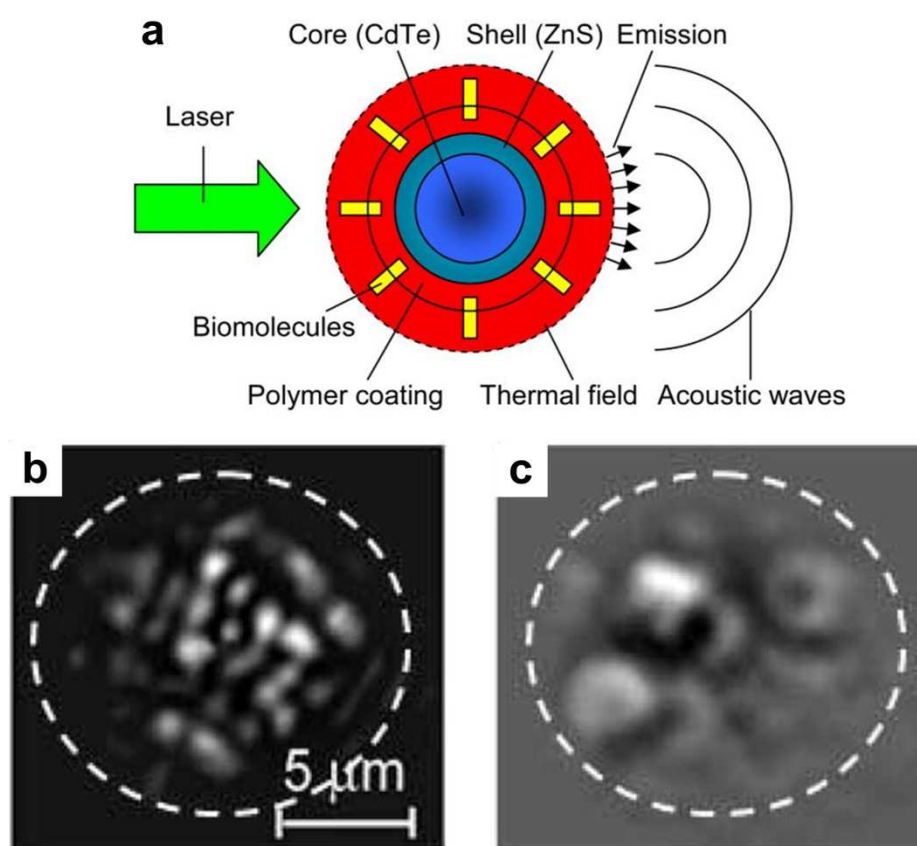 a
Core (CdTe) Shell (ZnS) Emission
Laser
Biomolecules
Polymer coating Thermal field Acoustic waves
b
c
5 μm